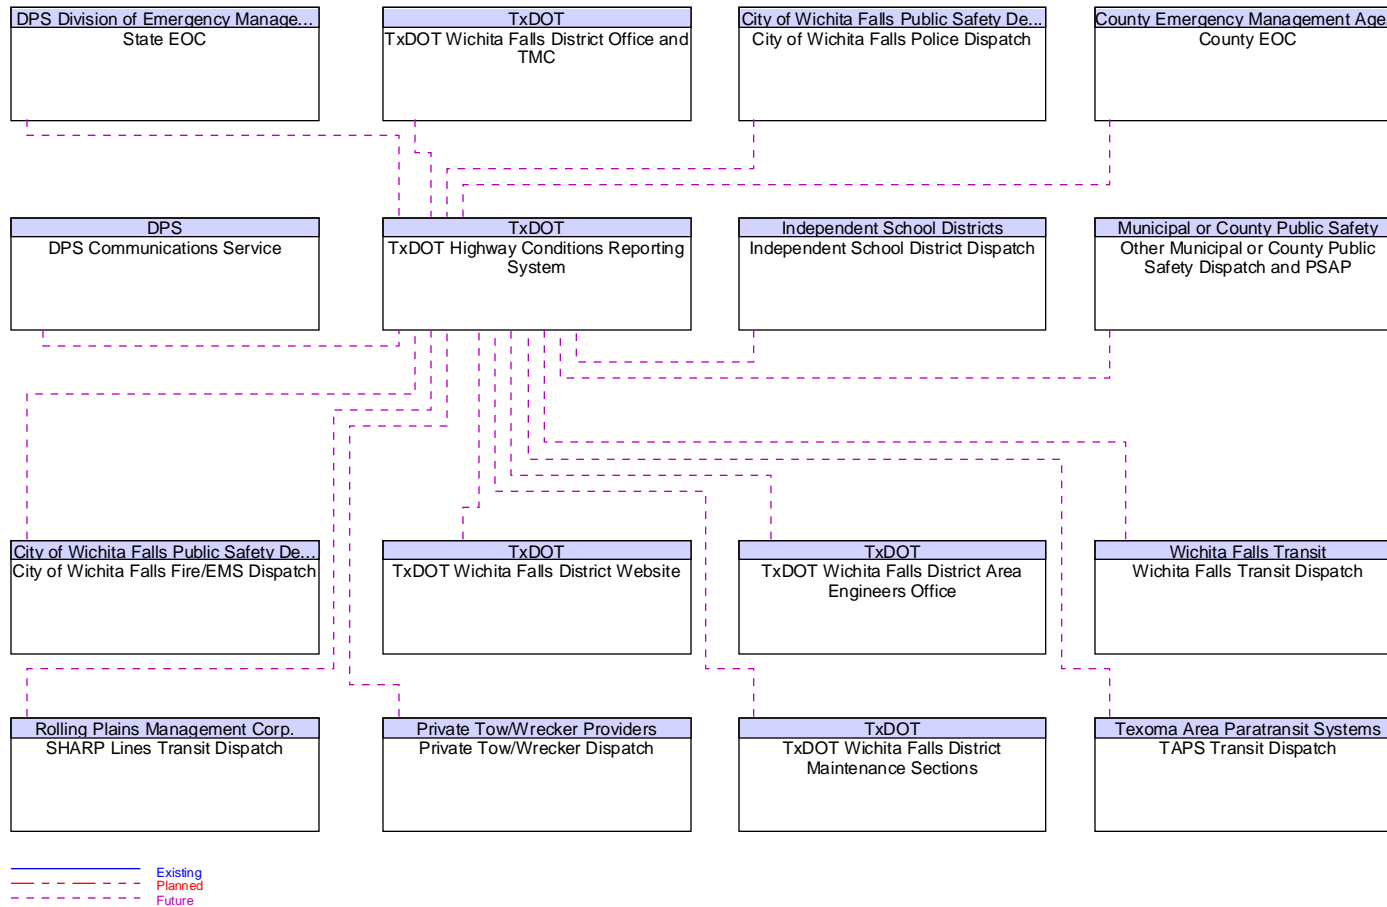 DPS Division of Emergency Manage...
State EOC
TxDOT
TxDOT Wichita Falls District Office and
TMC
City of Wichita Falls Public Safety De...
City of Wichita Falls Police Dispatch
County Emergency Management Age
County EOC
DPS
DPS Communications Service
TxDOT
TxDOT Highway Conditions Reporting
System
Independent School Districts
Independent School District Dispatch
Municipal or County Public Safety
Other Municipal or County Public
Safety Dispatch and PSAP
City of Wichita Falls Public Safety De...
City of Wichita Falls Fire/EMS Dispatch
TxDOT
TxDOT Wichita Falls District Website
TxDOT
TxDOT Wichita Falls District Area
Engineers Office
Wichita Falls Transit
Wichita Falls Transit Dispatch
Rolling Plains Management Corp.
SHARP Lines Transit Dispatch
Private Tow/Wrecker Providers
Private Tow/Wrecker Dispatch
TxDOT
TxDOT Wichita Falls District
Maintenance Sections
Texoma Area Paratransit Systems
TAPS Transit Dispatch
Existing
Planned
Future